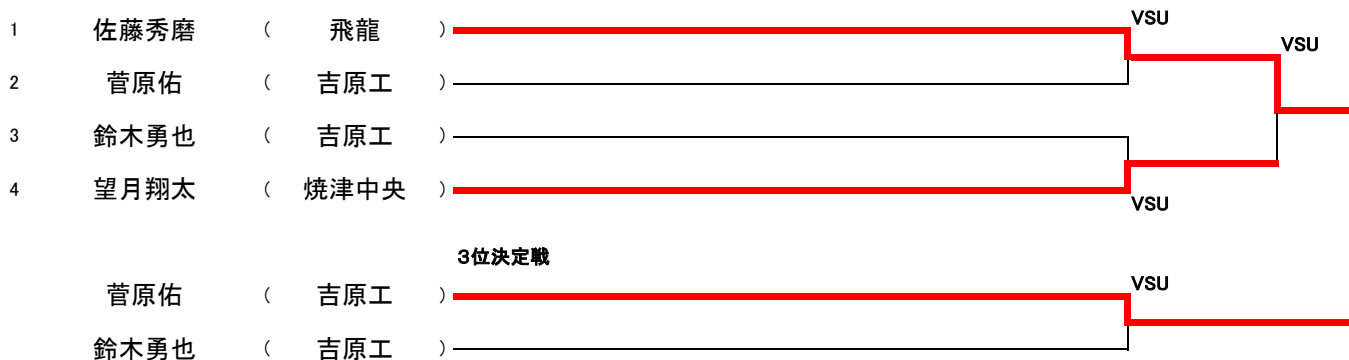 VSU
1 佐藤秀磨 ( 飛龍 )
VSU
2 菅原佑 ( 吉原工 )
3 鈴木勇也 ( 吉原工 )
4 望月翔太 ( 焼津中央 )
VSU
3位決定戦
VSU
菅原佑 ( 吉原工 )
鈴木勇也 ( 吉原工 )